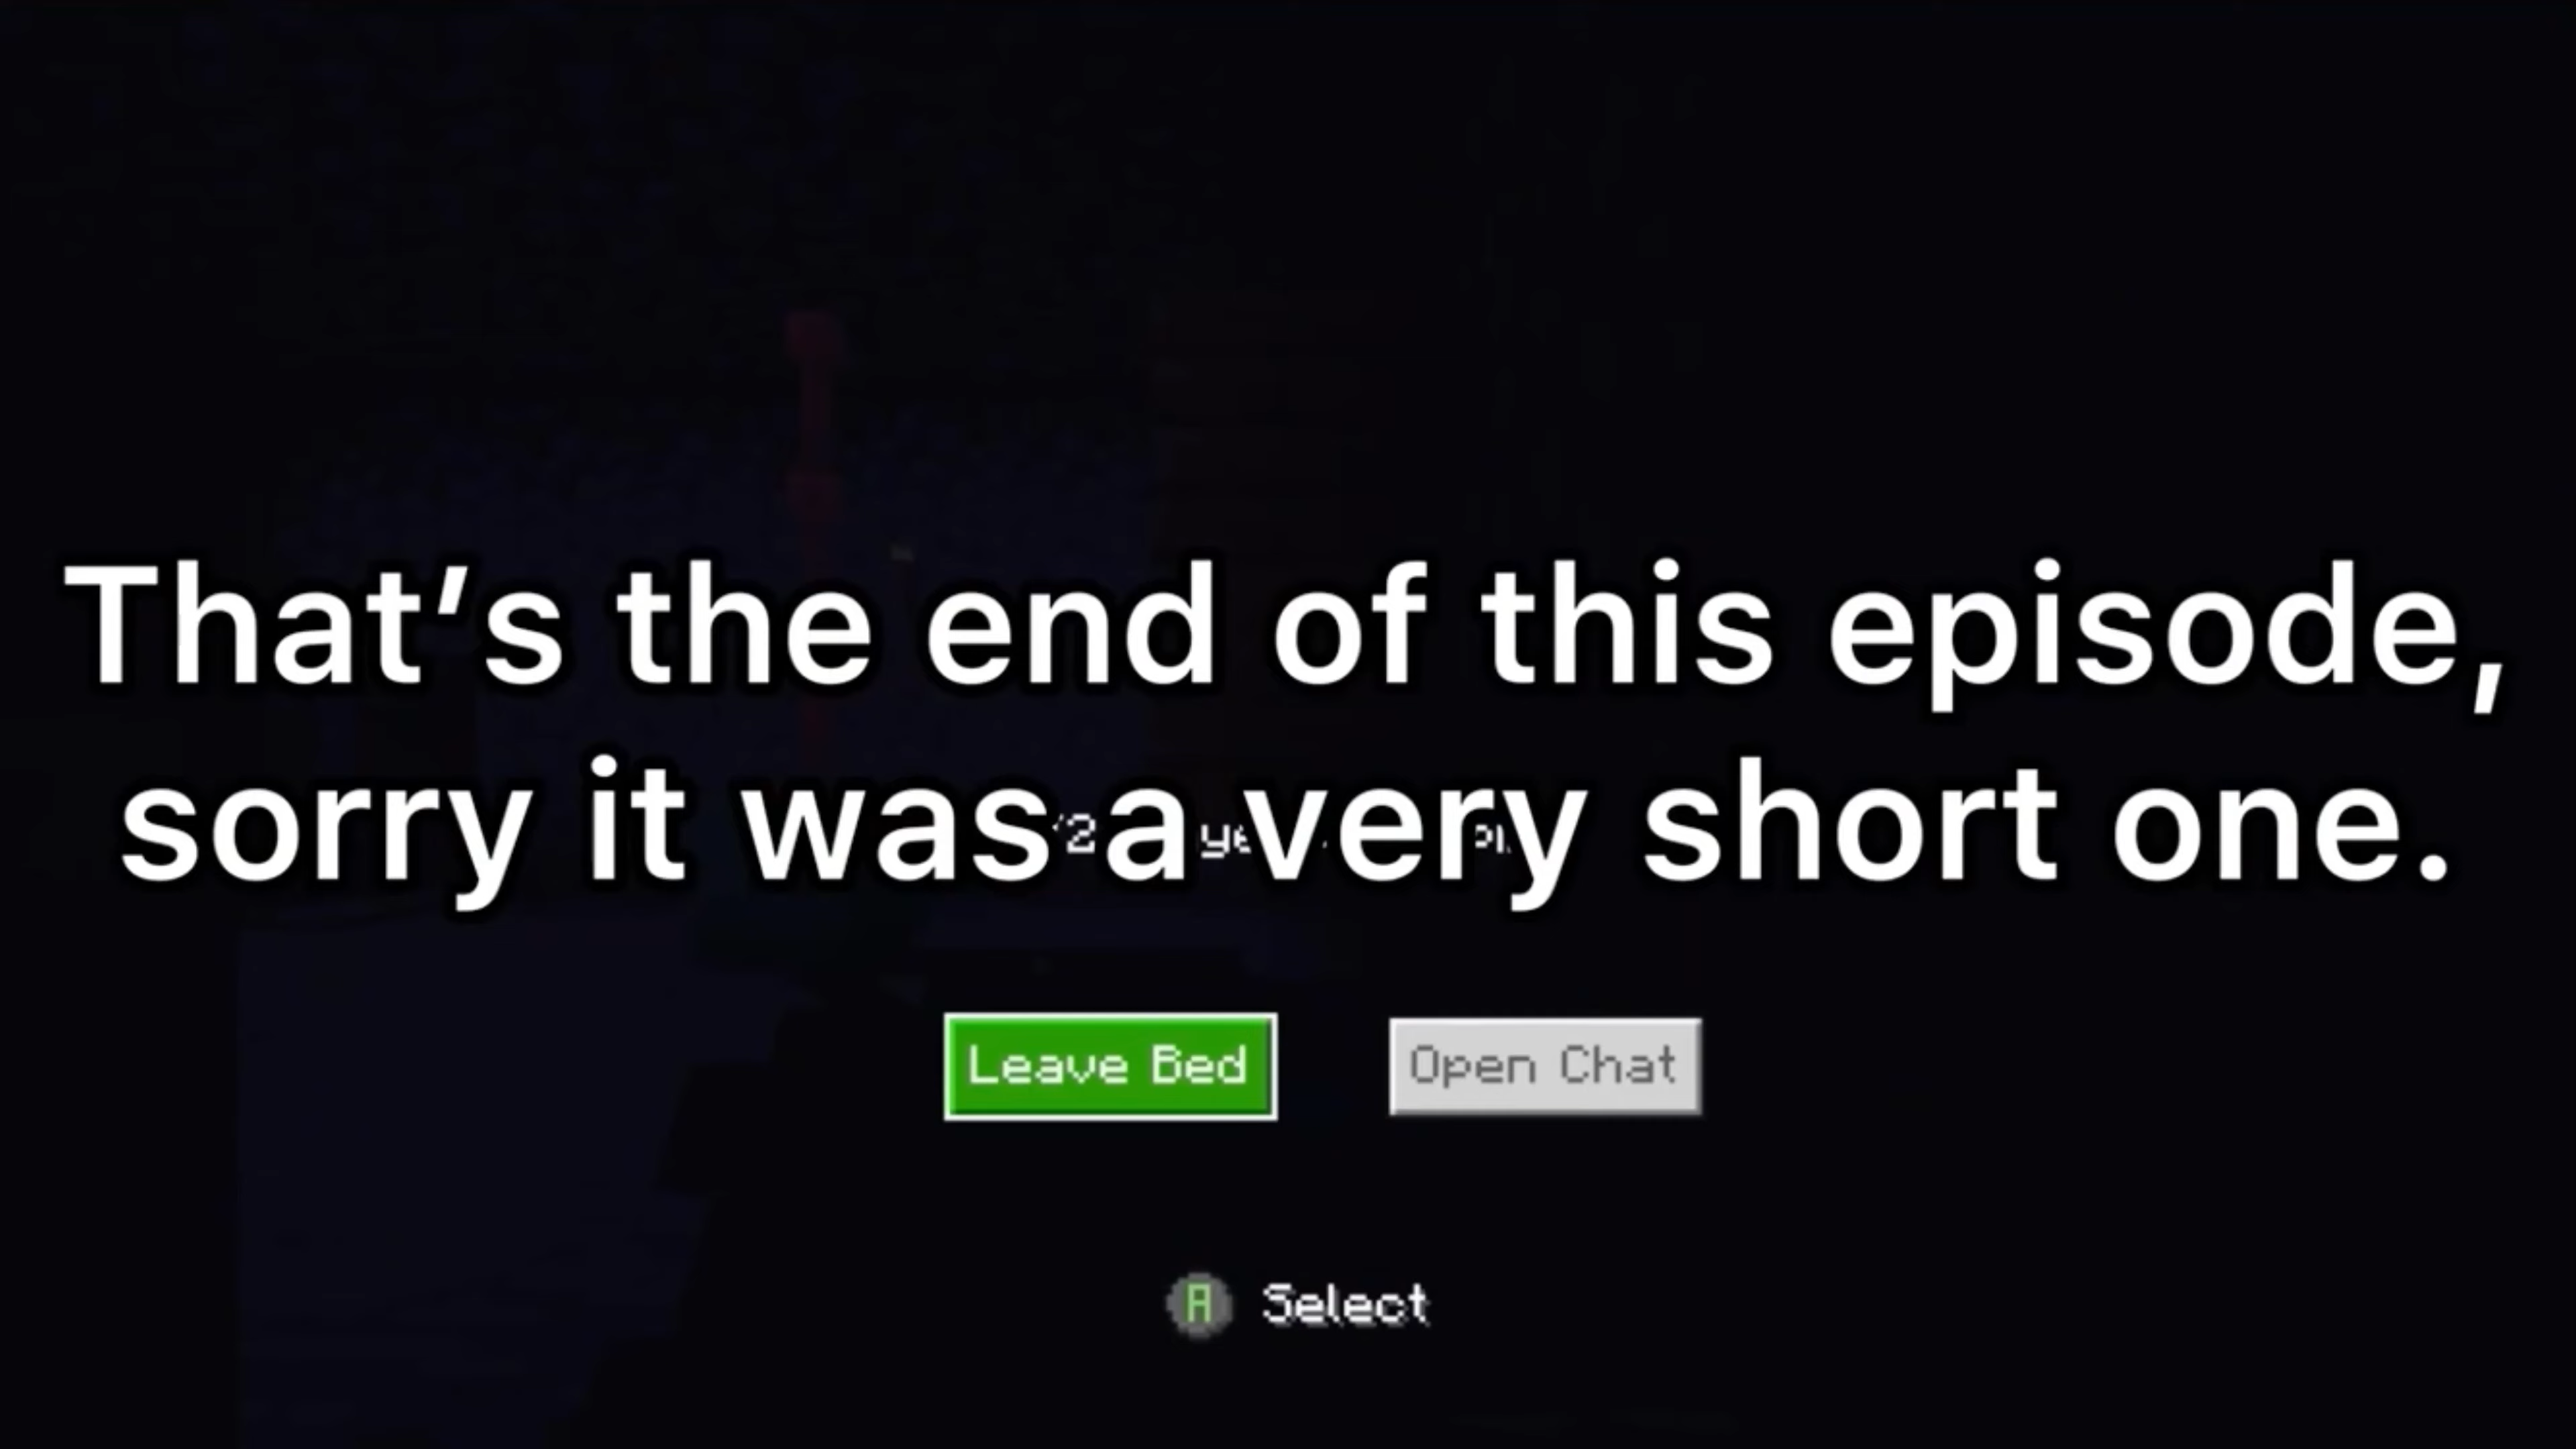 That's the end of this episode,
sorry it was a very short one.
Leave Bed
Open Chat
A Select